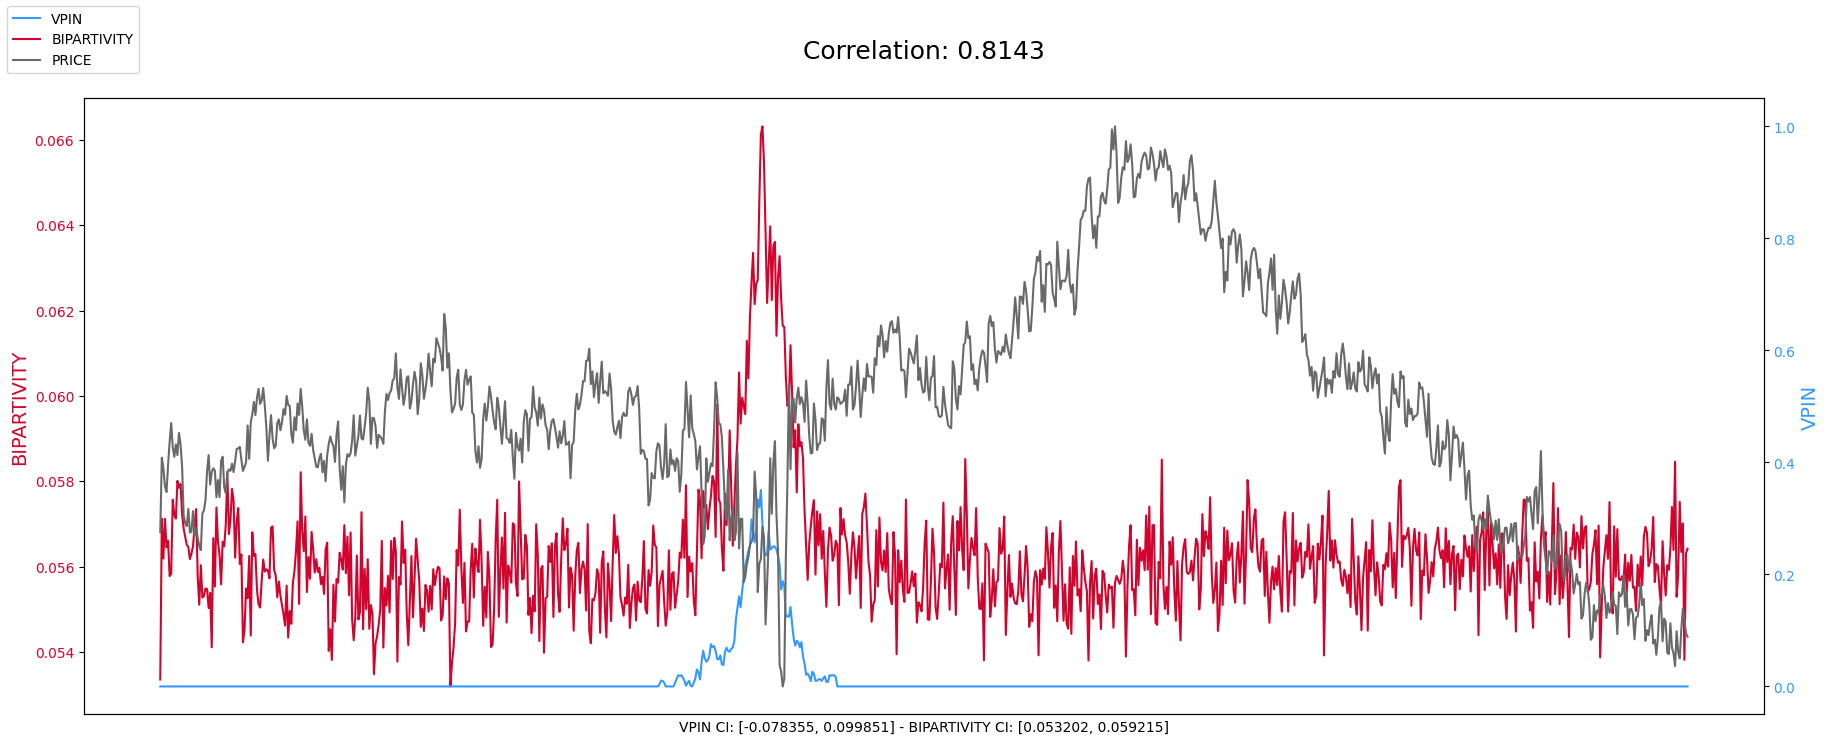 VPIN
BIPARTIVITY
PRICE
Correlation: 0.8143
BIPARTIVITY
0.066
0.064
0.062
0.060
0.058
0.056
0.054
1.0
0.8
0.6
0.4
0.2
0.0
VPIN
VPIN CI: [-0.078355, 0.099851] - BIPARTIVITY CI: [0.053202, 0.059215]